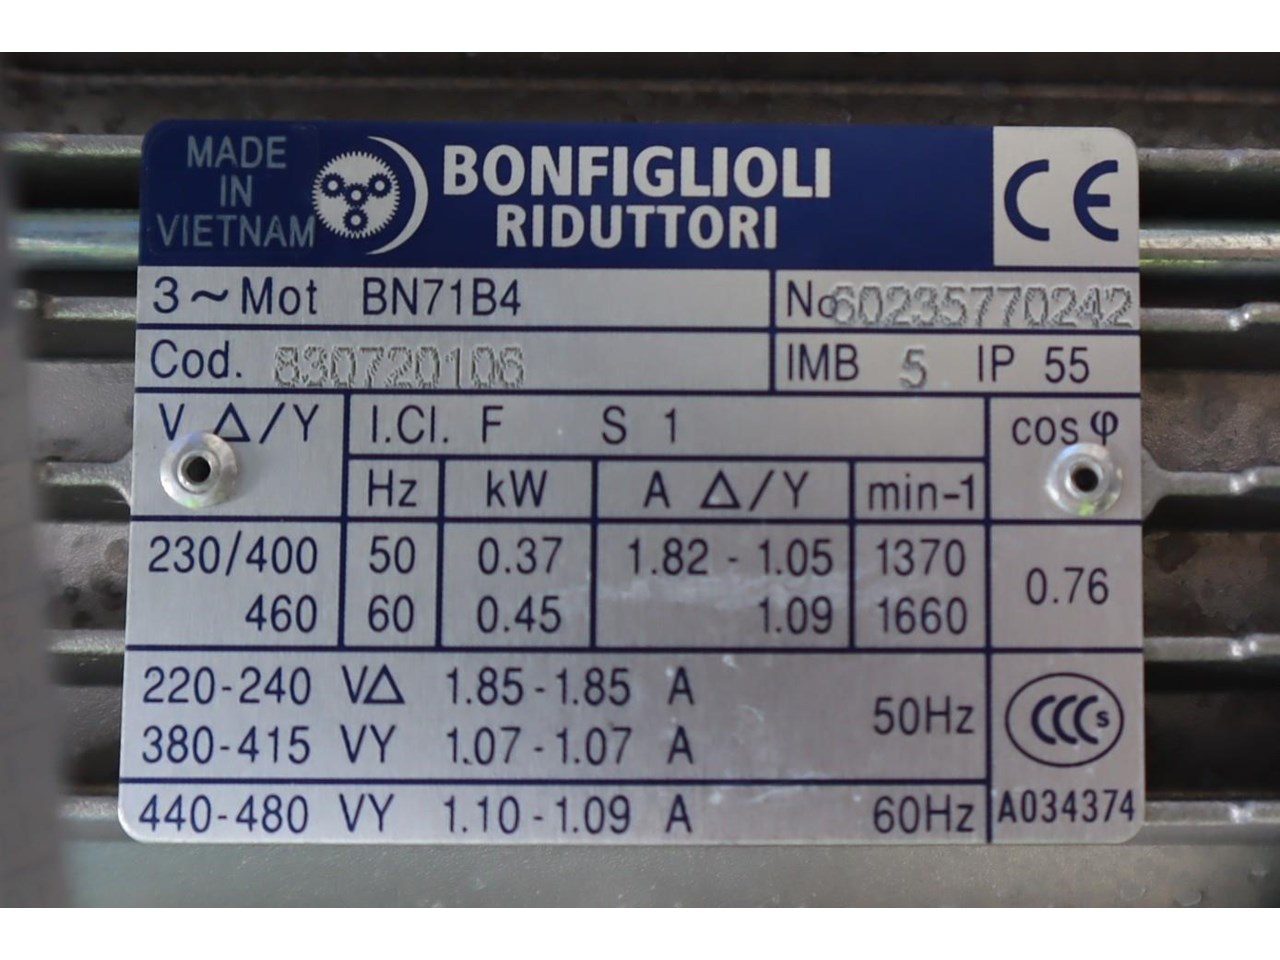 MADE IN VIETNAM
BONFIGLIOLI
RIDUTTORI
CE
3~Mot BN71B4 No 60235770242
Cod. 830720106 IMB 5 IP 55
V Δ/Y I.Cl. F S 1 cos φ
Hz kW A Δ/Y min-1
230/400 50 0.37 1.82 - 1.05 1370
0.76
460 60 0.45 1.09 1660
220-240 VΔ 1.85-1.85 A
50Hz
380-415 VY 1.07-1.07 A
CCC S
440-480 VY 1.10-1.09 A 60Hz A034374